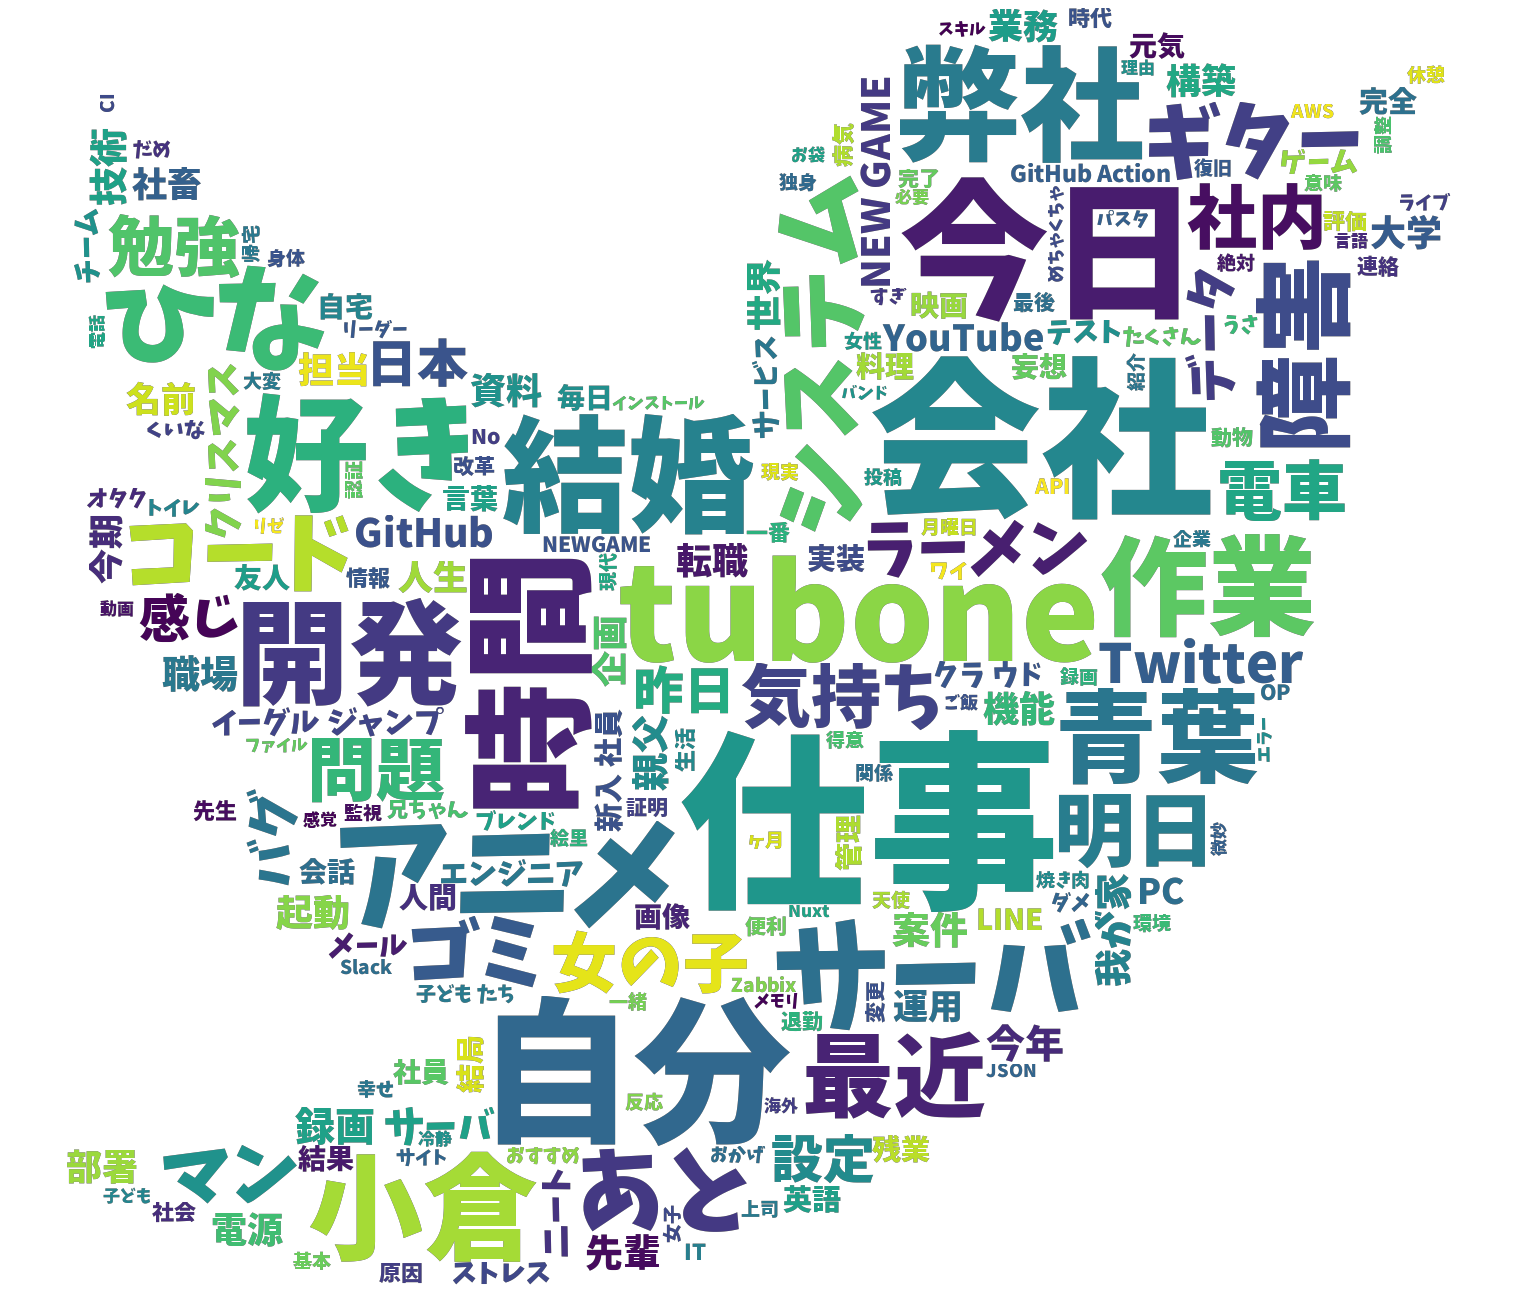 スキル
業務
時代
元気
理由
構築
休憩
弊社
AWS
完全
調整
CI
技術
だめ
社畜
お袋
病気
NEW GAME
ギター
ゲーム
独身
完了
必要
GitHub Action
復旧
意味
ライブ
チーム
勉強
帰宅
身体
システム
今日
めちゃくちゃ
パスタ
社内
評価
言語
大学
絶対
連絡
電話
ひな
自宅
リーダー
世界
すぎ
映画
最後
データ
障害
女性
YouTube
テスト
たくさん
うさ
名前
くいな
クリスマス
大変
担当
日本
資料
毎日
インストール
サービス
料理
バンド
妄想
紹介
好き
認証
No
改革
言葉
結婚
現実
投稿
会社
API
動物
電車
オタク
トイレ
今期
コード
リゼ
GitHub
NEWGAME
一番
月曜日
企業
友人
情報
人生
現代
転職
実装
ラーメン
ワイ
作業
動画
感じ
開発
時間
企画
tubone
職場
昨日
気持ち
クラウド
ご飯
機能
録画
Twitter
OP
イーグル ジャンプ
ファイル
問題
新入 社員
親父
生活
得意
関係
青葉
エラー
先生
バグ
感覚
監視
兄ちゃん
ブレンド
絵里
証明
仕事
ヶ月
管理
明日
微妙
会話
アニメ
エンジニア
人間
起動
画像
便利
Nuxt
天使
焼き肉
ダメ
我が家
PC
環境
メール
Slack
ゴミ
女の子
案件
LINE
子ども たち
一緒
Zabbix
メモリ
退勤
サーバ
変更
運用
自分
最近
今年
JSON
社員
結局
幸せ
反応
海外
録画 サーバ
冷静
部署
マン
結果
サイト
おすすめ
おかげ
設定
残業
子ども
社会
電源
小倉
ニート
あと
女子
上司
英語
基本
原因
ストレス
先輩
IT